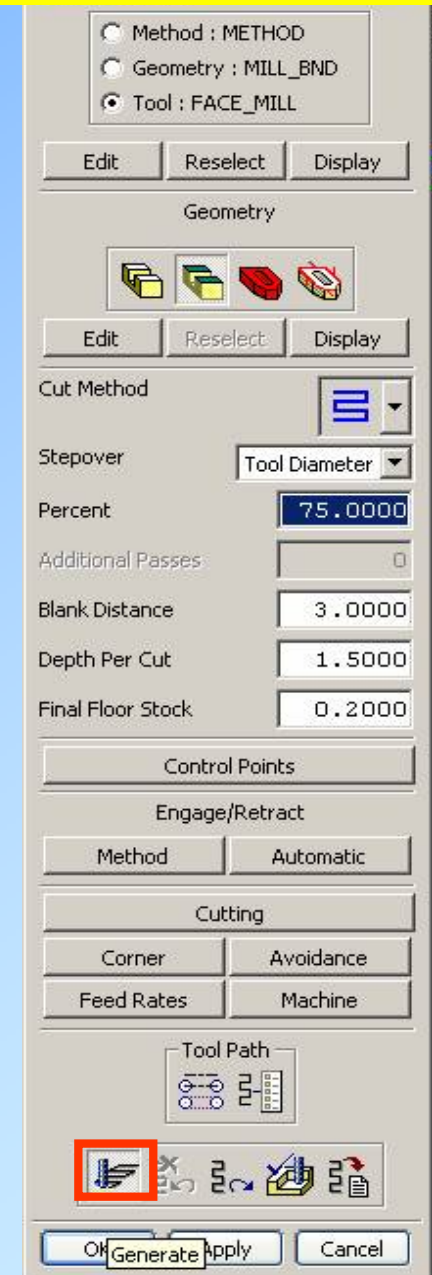 Method : METHOD
Geometry : MILL_BND
Tool : FACE_MILL
Edit Reselect Display
Geometry
Edit Reselect Display
Cut Method
Stepover Tool Diameter
Percent 75.0000
Additional Passes 0
Blank Distance 3.0000
Depth Per Cut 1.5000
Final Floor Stock 0.2000
Control Points
Engage/Retract
Method Automatic
Cutting
Corner Avoidance
Feed Rates Machine
Tool Path
Generate Cancel